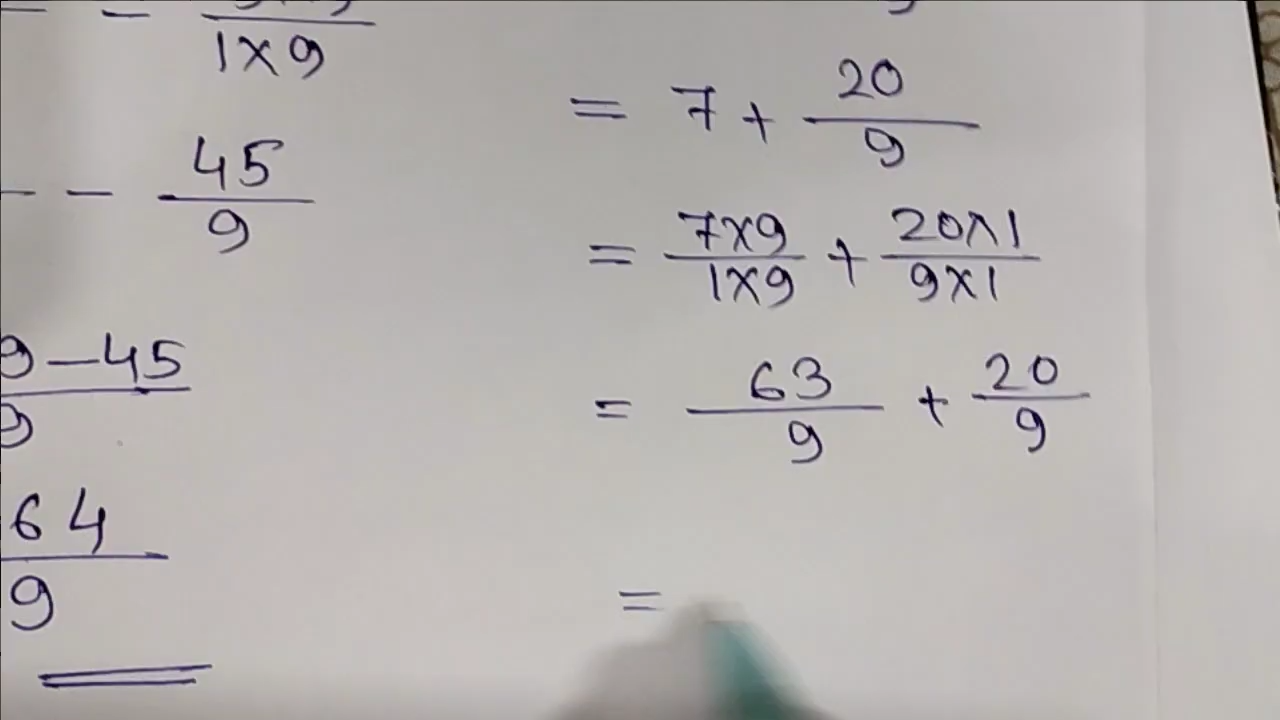 - 
1×9
- - 45/9
9-45
9
64
9
= 7 + 20/9
= 7×9/1×9 + 20×1/9×1
= 63/9 + 20/9
=